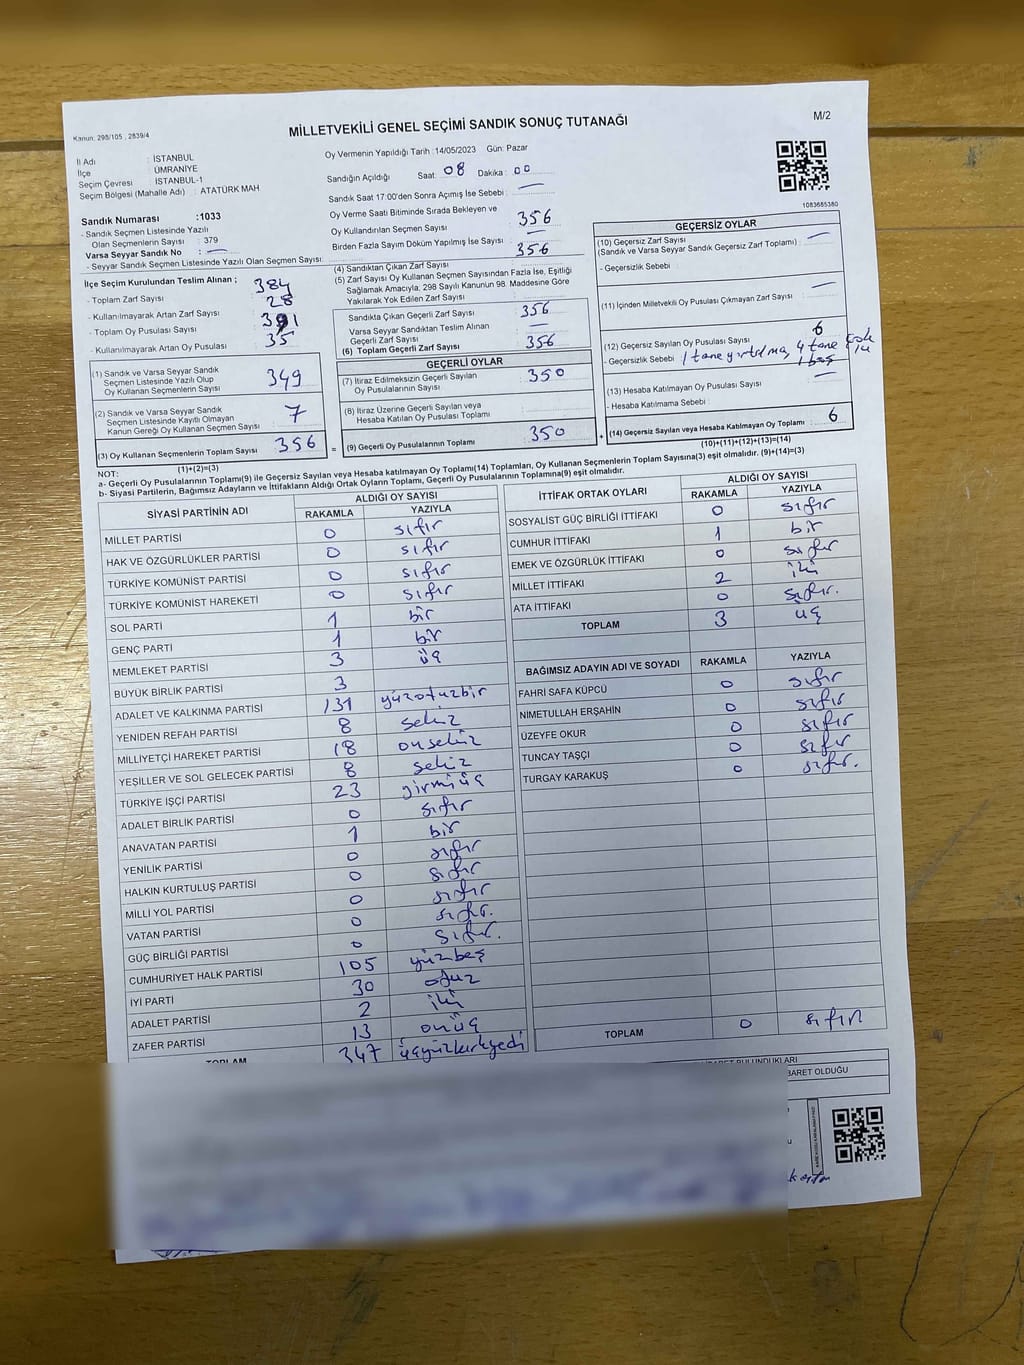 Kanun: 298/105 , 2839/4
M/2
MİLLETVEKİLİ GENEL SEÇİMİ SANDIK SONUÇ TUTANAĞI
İl Adı : İSTANBUL
İlçe : ÜMRANİYE
Seçim Çevresi : İSTANBUL-1
Seçim Bölgesi (Mahalle Adı) : ATATÜRK MAH
Sandık Numarası :1033
- Sandık Seçmen Listesinde Yazılı
Olan Seçmenlerin Sayısı : 379
Varsa Seyyar Sandık No : —
- Seyyar Sandık Seçmen Listesinde Yazılı Olan Seçmen Sayısı:
Oy Vermenin Yapıldığı Tarih :14/05/2023 Gün: Pazar
Sandığın Açıldığı Saat: 08 Dakika : 00
Sandık Saat 17:00'den Sonra Açımış İse Sebebi : —
Oy Verme Saati Bitiminde Sırada Bekleyen ve
Oy Kullandırılan Seçmen Sayısı 356
Birden Fazla Sayım Döküm Yapılmış İse Sayısı —
(4) Sandıktan Çıkan Zarf Sayısı 356
(5) Zarf Sayısı Oy Kullanan Seçmen Sayısından Fazla İse, Eşitliği
Sağlamak Amacıyla, 298 Sayılı Kanunun 98. Maddesine Göre
Yakılarak Yok Edilen Zarf Sayısı
Sandıkta Çıkan Geçerli Zarf Sayısı 356
Varsa Seyyar Sandıktan Teslim Alınan
Geçerli Zarf Sayısı —
(6) Toplam Geçerli Zarf Sayısı 356
1083685380
İlçe Seçim Kurulundan Teslim Alınan ;
- Toplam Zarf Sayısı 384
- Kullanılmayarak Artan Zarf Sayısı 28
- Toplam Oy Pusulası Sayısı 391
- Kullanılmayarak Artan Oy Pusulası 35
(1) Sandık ve Varsa Seyyar Sandık
Seçmen Listesinde Yazılı Olup
Oy Kullanan Seçmenlerin Sayısı 349
(2) Sandık ve Varsa Seyyar Sandık
Seçmen Listesinde Kayıtlı Olmayan
Kanun Gereği Oy Kullanan Seçmen Sayısı 7
(3) Oy Kullanan Seçmenlerin Toplam Sayısı 356
(1)+(2)=(3)
GEÇERLİ OYLAR
(7) İtiraz Edilmeksizin Geçerli Sayılan
Oy Pusulalarının Sayısı 350
(8) İtiraz Üzerine Geçerli Sayılan veya
Hesaba Katılan Oy Pusulası Toplamı
(9) Geçerli Oy Pusulalarının Toplamı 350
GEÇERSİZ OYLAR
(10) Geçersiz Zarf Sayısı
(Sandık ve Varsa Seyyar Sandık Geçersiz Zarf Toplamı) : —
- Geçersizlik Sebebi :
(11) İçinden Milletvekili Oy Pusulası Çıkmayan Zarf Sayısı —
(12) Geçersiz Sayılan Oy Pusulası Sayısı 6
- Geçersizlik Sebebi : 1 tane yırtılmış 4 tane çok
1 boş
(13) Hesaba Katılmayan Oy Pusulası Sayısı —
- Hesaba Katılmama Sebebi :
(14) Geçersiz Sayılan veya Hesaba Katılmayan Oy Toplamı 6
(10)+(11)+(12)+(13)=(14)
NOT:
a- Geçerli Oy Pusulalarının Toplamı(9) ile Geçersiz Sayılan veya Hesaba katılmayan Oy Toplamı(14) Toplamları, Oy Kullanan Seçmenlerin Toplam Sayısına(3) eşit olmalıdır. (9)+(14)=(3)
b- Siyasi Partilerin, Bağımsız Adayların ve İttifakların Aldığı Ortak Oyların Toplamı, Geçerli Oy Pusulalarının Toplamına(9) eşit olmalıdır.
SİYASİ PARTİNİN ADI ALDIĞI OY SAYISI
RAKAMLA YAZIYLA
MİLLET PARTİSİ 0 sıfır
HAK VE ÖZGÜRLÜKLER PARTİSİ 0 sıfır
TÜRKİYE KOMÜNİST PARTİSİ 0 sıfır
TÜRKİYE KOMÜNİST HAREKETİ 0 sıfır
SOL PARTİ 1 bir
GENÇ PARTİ 1 bir
MEMLEKET PARTİSİ 3 üç
BÜYÜK BİRLİK PARTİSİ 3
ADALET VE KALKINMA PARTİSİ 131 yüzotuzbir
YENİDEN REFAH PARTİSİ 8 sekiz
MİLLİYETÇİ HAREKET PARTİSİ 18 onsekiz
YEŞİLLER VE SOL GELECEK PARTİSİ 8 sekiz
TÜRKİYE İŞÇİ PARTİSİ 23 yirmiüç
ADALET BİRLİK PARTİSİ 0 sıfır
ANAVATAN PARTİSİ 1 bir
YENİLİK PARTİSİ 0 sıfır
HALKIN KURTULUŞ PARTİSİ 0 sıfır
MİLLİ YOL PARTİSİ 0 sıfır
VATAN PARTİSİ 0 sıfır.
GÜÇ BİRLİĞİ PARTİSİ 0 sıfır.
CUMHURİYET HALK PARTİSİ 105 yüzbeş
İYİ PARTİ 30 otuz
ADALET PARTİSİ 2 iki
ZAFER PARTİSİ 13 onüç
TOPLAM 347 üçyüzkırkyedi
İTTİFAK ORTAK OYLARI ALDIĞI OY SAYISI
RAKAMLA YAZIYLA
SOSYALİST GÜÇ BİRLİĞİ İTTİFAKI 0 sıfır
CUMHUR İTTİFAKI 1 bir
EMEK VE ÖZGÜRLÜK İTTİFAKI 0 sıfır
MİLLET İTTİFAKI 2 iki
ATA İTTİFAKI 0 sıfır.
TOPLAM 3 üç
BAĞIMSIZ ADAYIN ADI VE SOYADI RAKAMLA YAZIYLA
FAHRİ SAFA KÜPCÜ 0 sıfır
NİMETULLAH ERŞAHİN 0 sıfır
ÜZEYFE OKUR 0 sıfır
TUNCAY TAŞÇI 0 sıfır
TURGAY KARAKUŞ 0 sıfır.
TOPLAM 0 sıfır
BULUNDUKLARI
BARET OLDUĞU